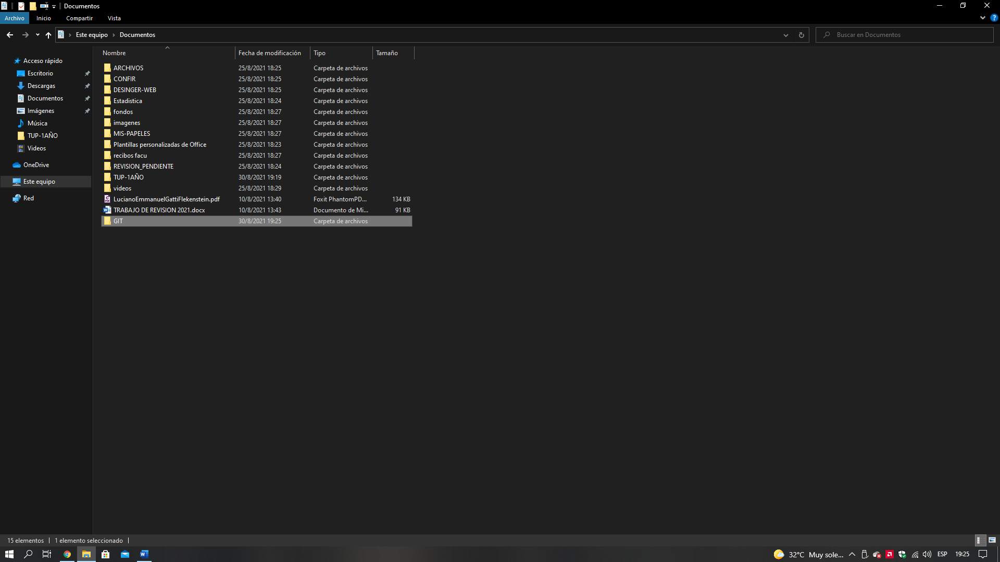 Documentos
Archivo Inicio Compartir Vista
Este equipo Documentos Buscar en Documentos
Nombre Fecha de modificación Tipo Tamaño
Acceso rápido
Escritorio
Descargas
Documentos
Imágenes
Música
TUP-1AÑO
Videos
OneDrive
Este equipo
Red
ARCHIVOS 25/8/2021 18:25 Carpeta de archivos
CONFIR 25/8/2021 18:25 Carpeta de archivos
DESINGER-WEB 25/8/2021 18:25 Carpeta de archivos
Estadistica 25/8/2021 18:24 Carpeta de archivos
fondos 25/8/2021 18:27 Carpeta de archivos
imagenes 25/8/2021 18:27 Carpeta de archivos
MIS-PAPELES 25/8/2021 18:27 Carpeta de archivos
Plantillas personalizadas de Office 25/8/2021 18:23 Carpeta de archivos
recibos facu 25/8/2021 18:27 Carpeta de archivos
REVISION_PENDIENTE 25/8/2021 18:24 Carpeta de archivos
TUP-1AÑO 30/8/2021 19:19 Carpeta de archivos
videos 25/8/2021 18:29 Carpeta de archivos
LucianoEmmanuelGattiFlekenstein.pdf 10/8/2021 13:40 Foxit PhantomPD... 134 KB
TRABAJO DE REVISION 2021.docx 10/8/2021 13:43 Documento de Mi... 91 KB
GIT 30/8/2021 19:25 Carpeta de archivos
15 elementos 1 elemento seleccionado
32°C Muy sole... ESP 19:25